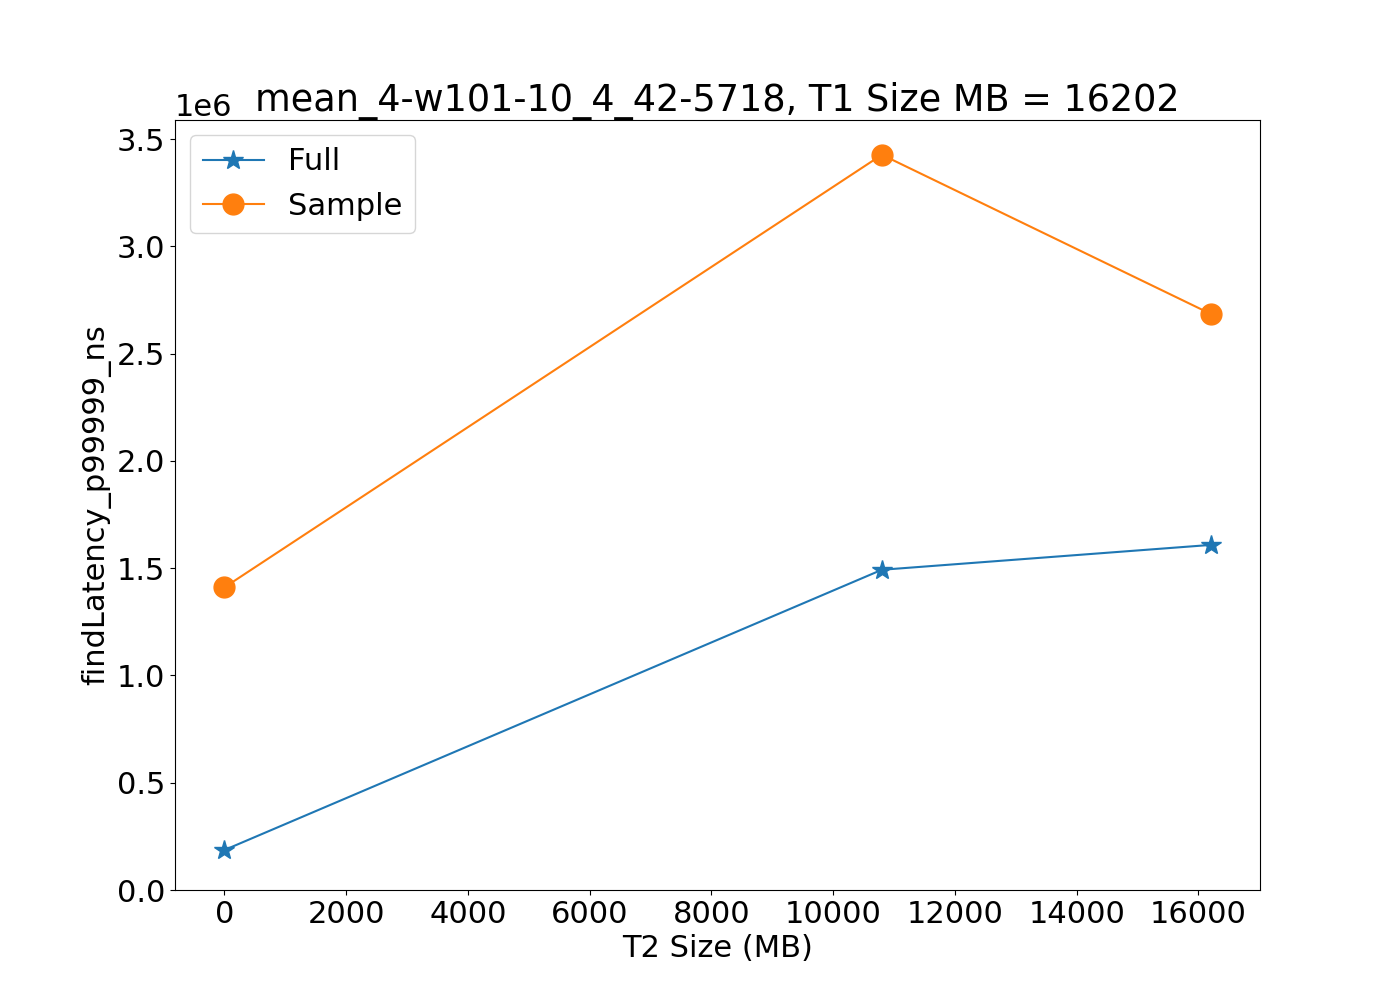 1e6
mean_4-w101-10_4_42-5718, T1 Size MB = 16202
Full
Sample
3.5
3.0
2.5
2.0
1.5
1.0
0.5
0.0
findLatency_p99999_ns
0 2000 4000 6000 8000 10000 12000 14000 16000
T2 Size (MB)